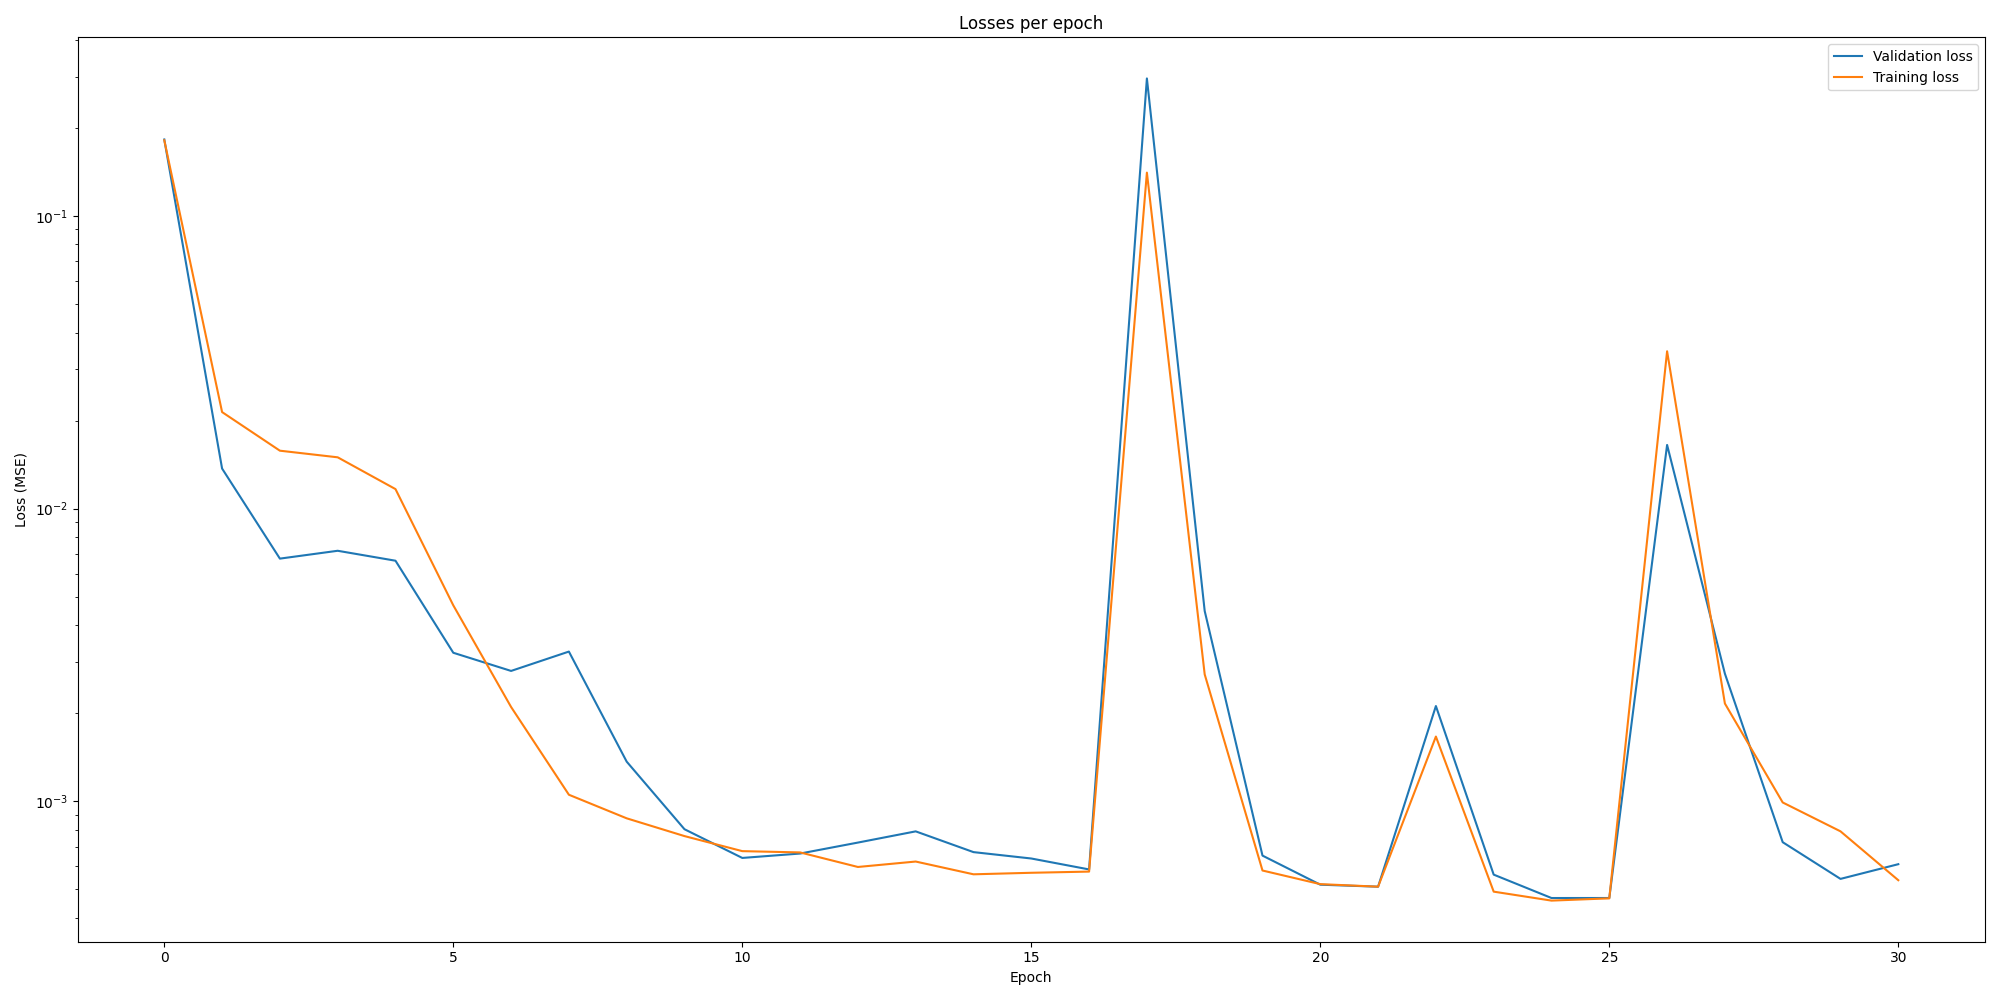 Losses per epoch
Validation loss
Training loss
Loss (MSE)
10⁻¹
10⁻²
10⁻³
0 5 10 15 20 25 30
Epoch